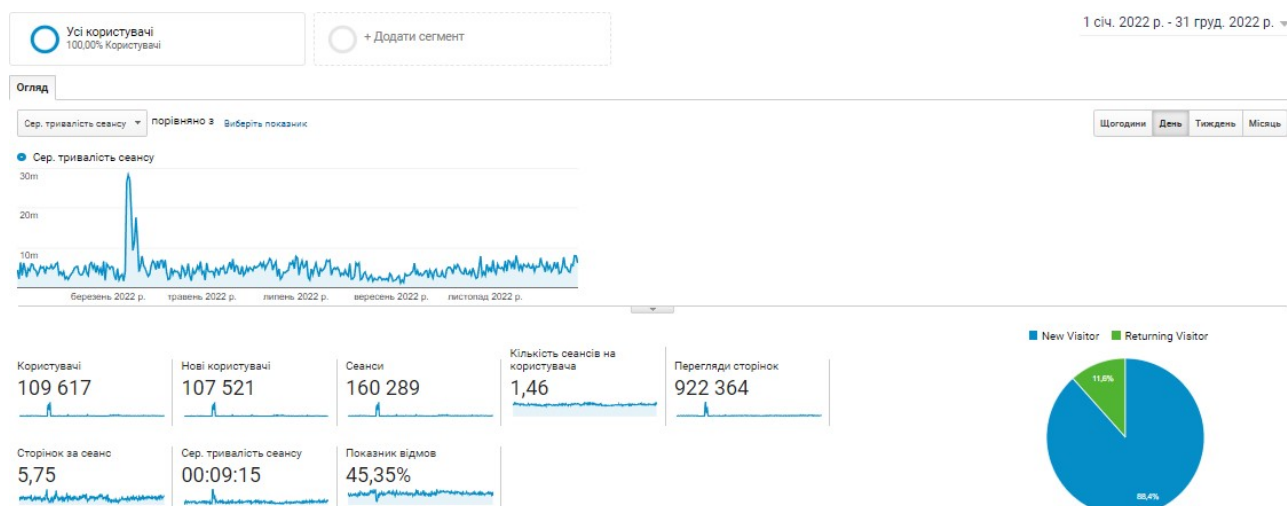 Усі користувачі
100,00% Користувачі
+ Додати сегмент
1 січ. 2022 р. - 31 груд. 2022 р.
Огляд
Сер. тривалість сеансу
порівняно з
Виберіть показник
Щогодини
День
Тиждень
Місяць
Сер. тривалість сеансу
30m
20m
10m
березень 2022 р.
травень 2022 р.
липень 2022 р.
вересень 2022 р.
листопад 2022 р.
New Visitor
Returning Visitor
Користувачі
109 617
Нові користувачі
107 521
Сеанси
160 289
Кількість сеансів на
користувача
1,46
Перегляди сторінок
922 364
Сторінок за сеанс
5,75
Сер. тривалість сеансу
00:09:15
Показник відмов
45,35%
11,6%
88,4%